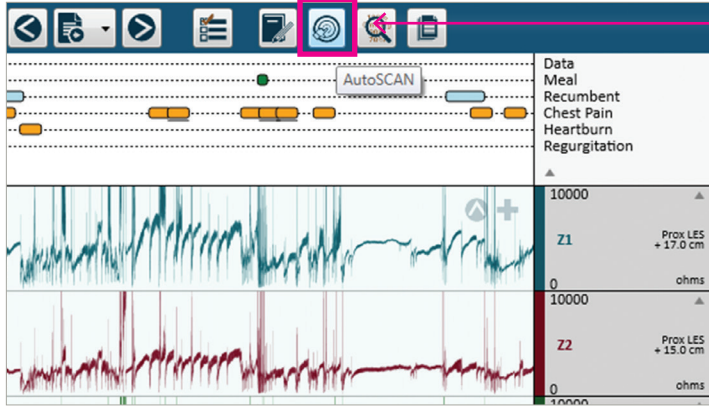 AutoSCAN
Data
Meal
Recumbent
Chest Pain
Heartburn
Regurgitation
10000
Z1
Prox LES
+ 17.0 cm
0
ohms
10000
Z2
Prox LES
+ 15.0 cm
0
ohms
10000